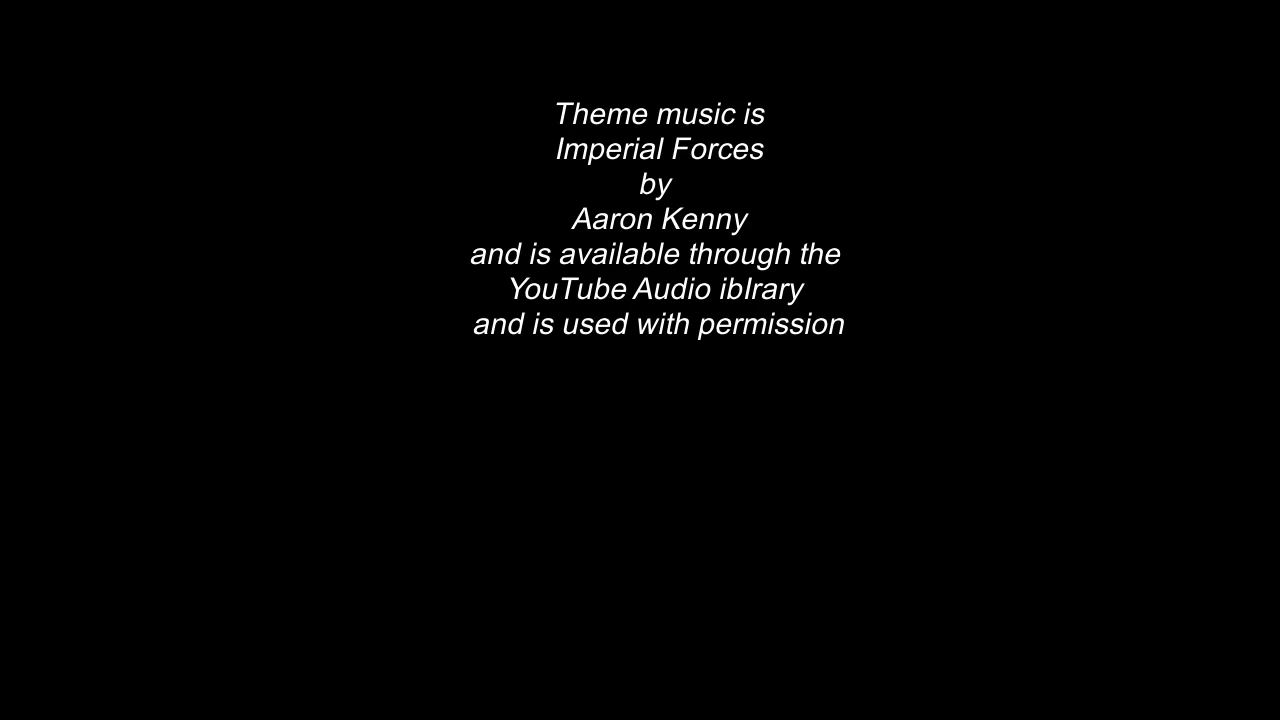 Theme music is
Imperial Forces
by
Aaron Kenny
and is available through the
YouTube Audio iblrary
and is used with permission